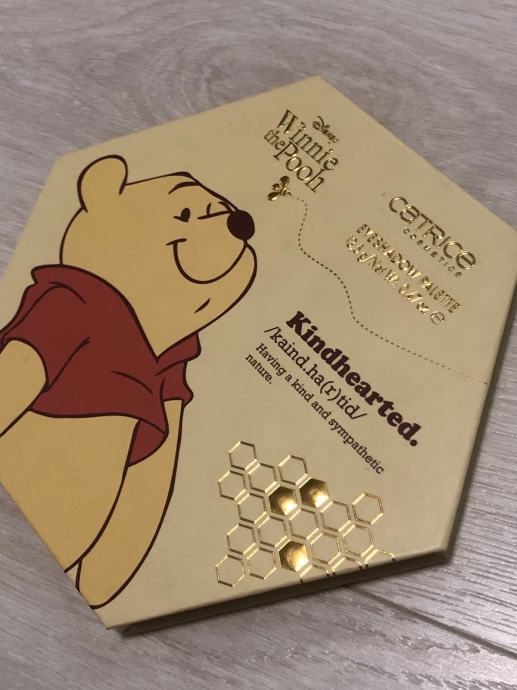 Disney
Winnie
the Pooh
CATRICE
COSMETICS
EYESHADOW PALETTE
Kindhearted.
/kaind.ha(r)tid/
Having a kind and sympathetic
nature.